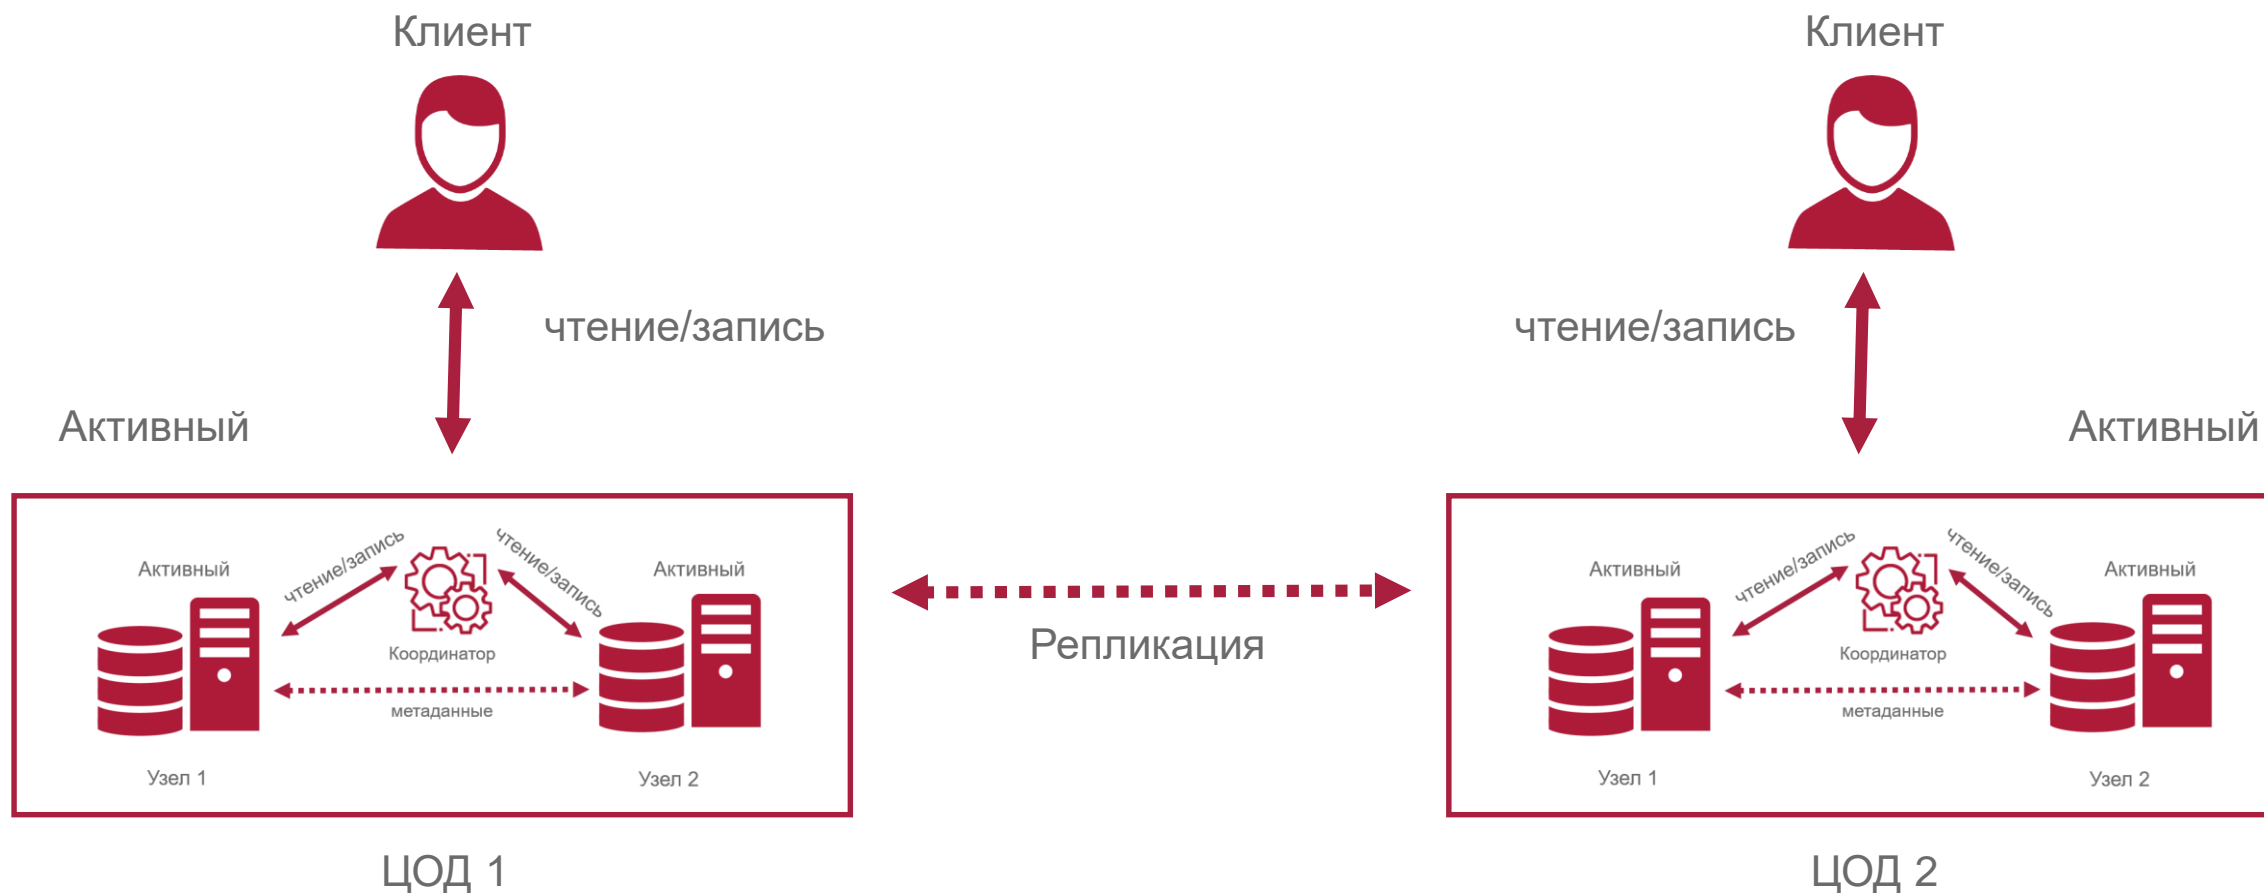 Клиент
Клиент
чтение/запись
чтение/запись
Активный
Активный
чтение/запись
чтение/запись
Активный
Активный
Координатор
метаданные
Узел 1
Узел 2
Репликация
чтение/запись
чтение/запись
Активный
Активный
Координатор
метаданные
Узел 1
Узел 2
ЦОД 1
ЦОД 2